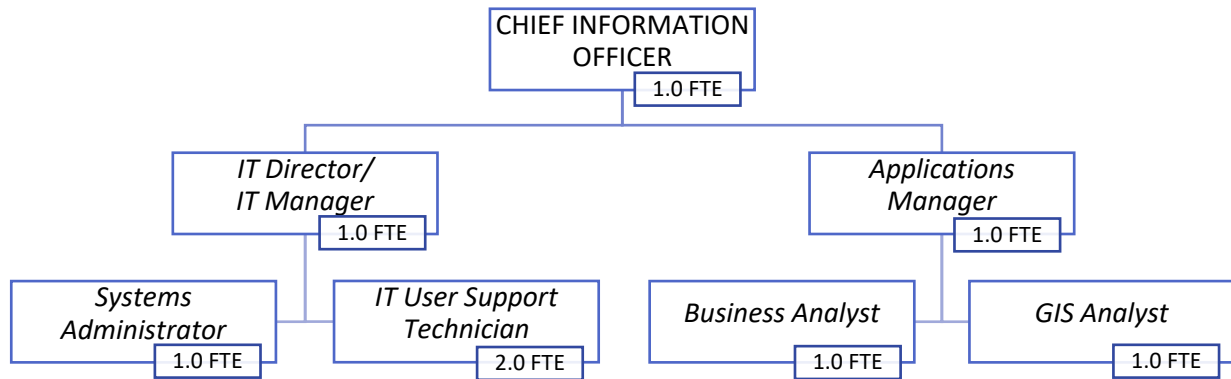 CHIEF INFORMATION
OFFICER
1.0 FTE
IT Director/
IT Manager
1.0 FTE
Applications
Manager
1.0 FTE
Systems
Administrator
1.0 FTE
IT User Support
Technician
2.0 FTE
Business Analyst
1.0 FTE
GIS Analyst
1.0 FTE